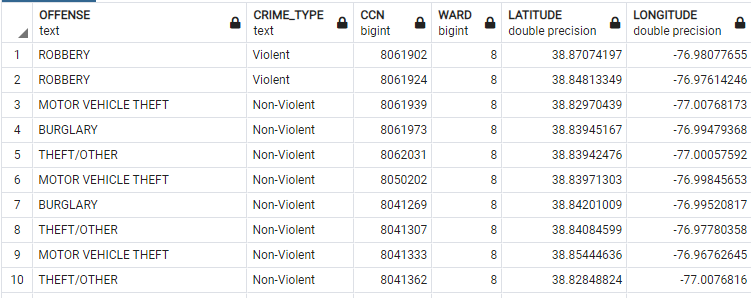 OFFENSE CRIME_TYPE CCN WARD LATITUDE LONGITUDE
text text bigint bigint double precision double precision
1 ROBBERY Violent 8061902 8 38.87074197 -76.98077655
2 ROBBERY Violent 8061924 8 38.84813349 -76.97614246
3 MOTOR VEHICLE THEFT Non-Violent 8061939 8 38.82970439 -77.00768173
4 BURGLARY Non-Violent 8061973 8 38.83945167 -76.99479368
5 THEFT/OTHER Non-Violent 8062031 8 38.83942476 -77.00057592
6 MOTOR VEHICLE THEFT Non-Violent 8050202 8 38.83971303 -76.99845653
7 BURGLARY Non-Violent 8041269 8 38.84201009 -76.99520817
8 THEFT/OTHER Non-Violent 8041307 8 38.84084599 -76.97780358
9 MOTOR VEHICLE THEFT Non-Violent 8041333 8 38.85444636 -76.96762645
10 THEFT/OTHER Non-Violent 8041362 8 38.82848824 -77.0076816